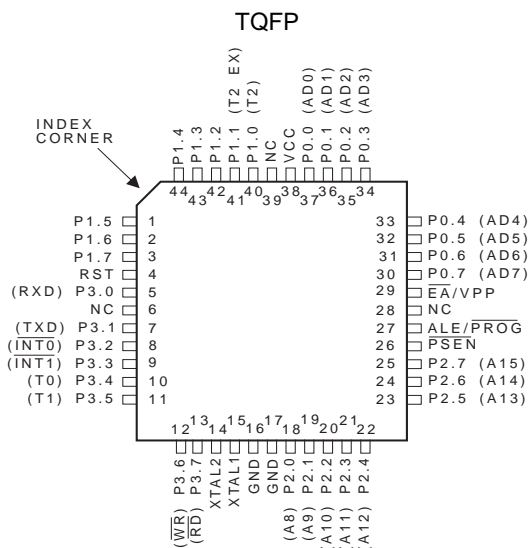 TQFP
INDEX
CORNER
P1.4
P1.3
P1.2
P1.1 (T2 EX)
P1.0 (T2)
NC
VCC
P0.0 (AD0)
P0.1 (AD1)
P0.2 (AD2)
P0.3 (AD3)
44
43
42
41
40
39
38
37
36
35
34
P1.5 1
P1.6 2
P1.7 3
RST 4
(RXD) P3.0 5
NC 6
(TXD) P3.1 7
(INT0) P3.2 8
(INT1) P3.3 9
(T0) P3.4 10
(T1) P3.5 11
33 P0.4 (AD4)
32 P0.5 (AD5)
31 P0.6 (AD6)
30 P0.7 (AD7)
29 EA/VPP
28 NC
27 ALE/PROG
26 PSEN
25 P2.7 (A15)
24 P2.6 (A14)
23 P2.5 (A13)
12
13
14
15
16
17
18
19
20
21
22
(WR) P3.6
(RD) P3.7
XTAL2
XTAL1
GND
GND
(A8) P2.0
(A9) P2.1
(A10) P2.2
(A11) P2.3
(A12) P2.4